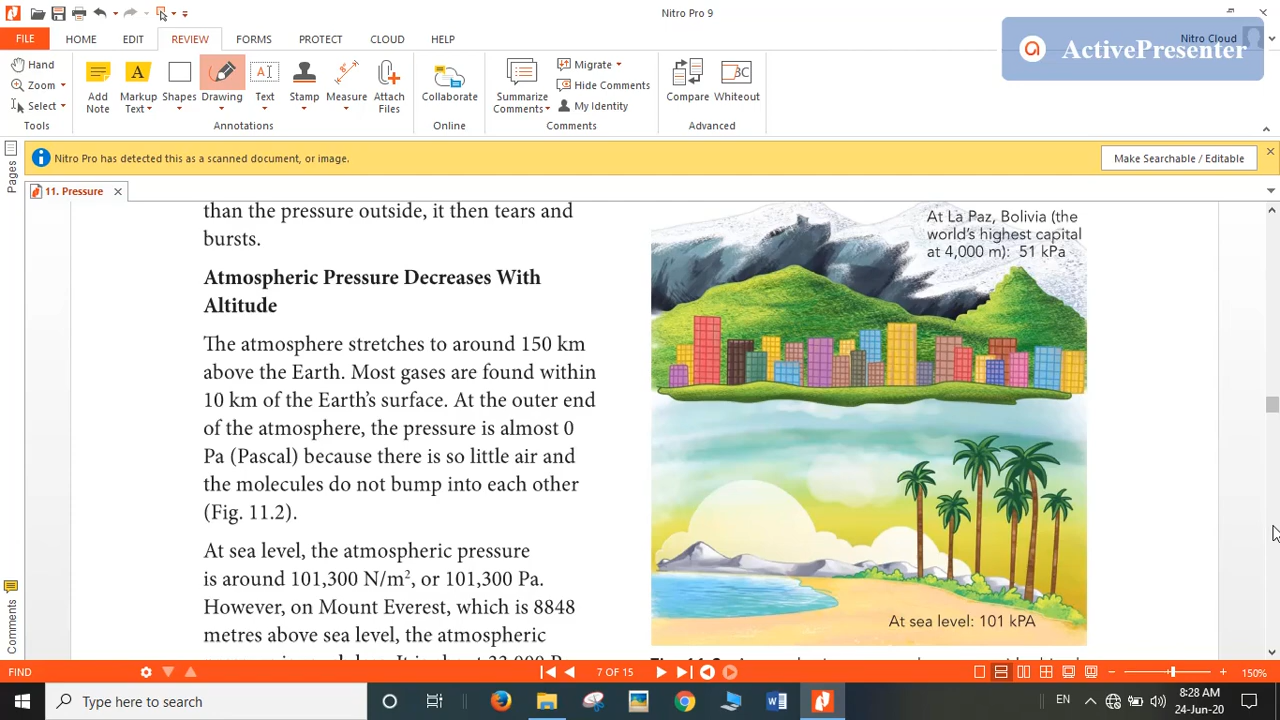 Nitro Pro 9
FILE HOME EDIT REVIEW FORMS PROTECT CLOUD HELP
Nitro Cloud
ActivePresenter
Hand
Zoom
Select
Tools
Add Note
Markup Text
Shapes
Drawing
Text
Stamp
Measure
Attach Files
Annotations
Collaborate
Online
Summarize Comments
Migrate
Hide Comments
My Identity
Comments
Compare
Whiteout
Advanced
Nitro Pro has detected this as a scanned document, or image.
Make Searchable / Editable
Pages
11. Pressure
than the pressure outside, it then tears and
bursts.
Atmospheric Pressure Decreases With
Altitude
The atmosphere stretches to around 150 km
above the Earth. Most gases are found within
10 km of the Earth's surface. At the outer end
of the atmosphere, the pressure is almost 0
Pa (Pascal) because there is so little air and
the molecules do not bump into each other
(Fig. 11.2).
At sea level, the atmospheric pressure
is around 101,300 N/m², or 101,300 Pa.
However, on Mount Everest, which is 8848
metres above sea level, the atmospheric
At La Paz, Bolivia (the
world's highest capital
at 4,000 m): 51 kPa
At sea level: 101 kPA
Comments
FIND
7 OF 15
150%
Type here to search
EN
8:28 AM
24-Jun-20